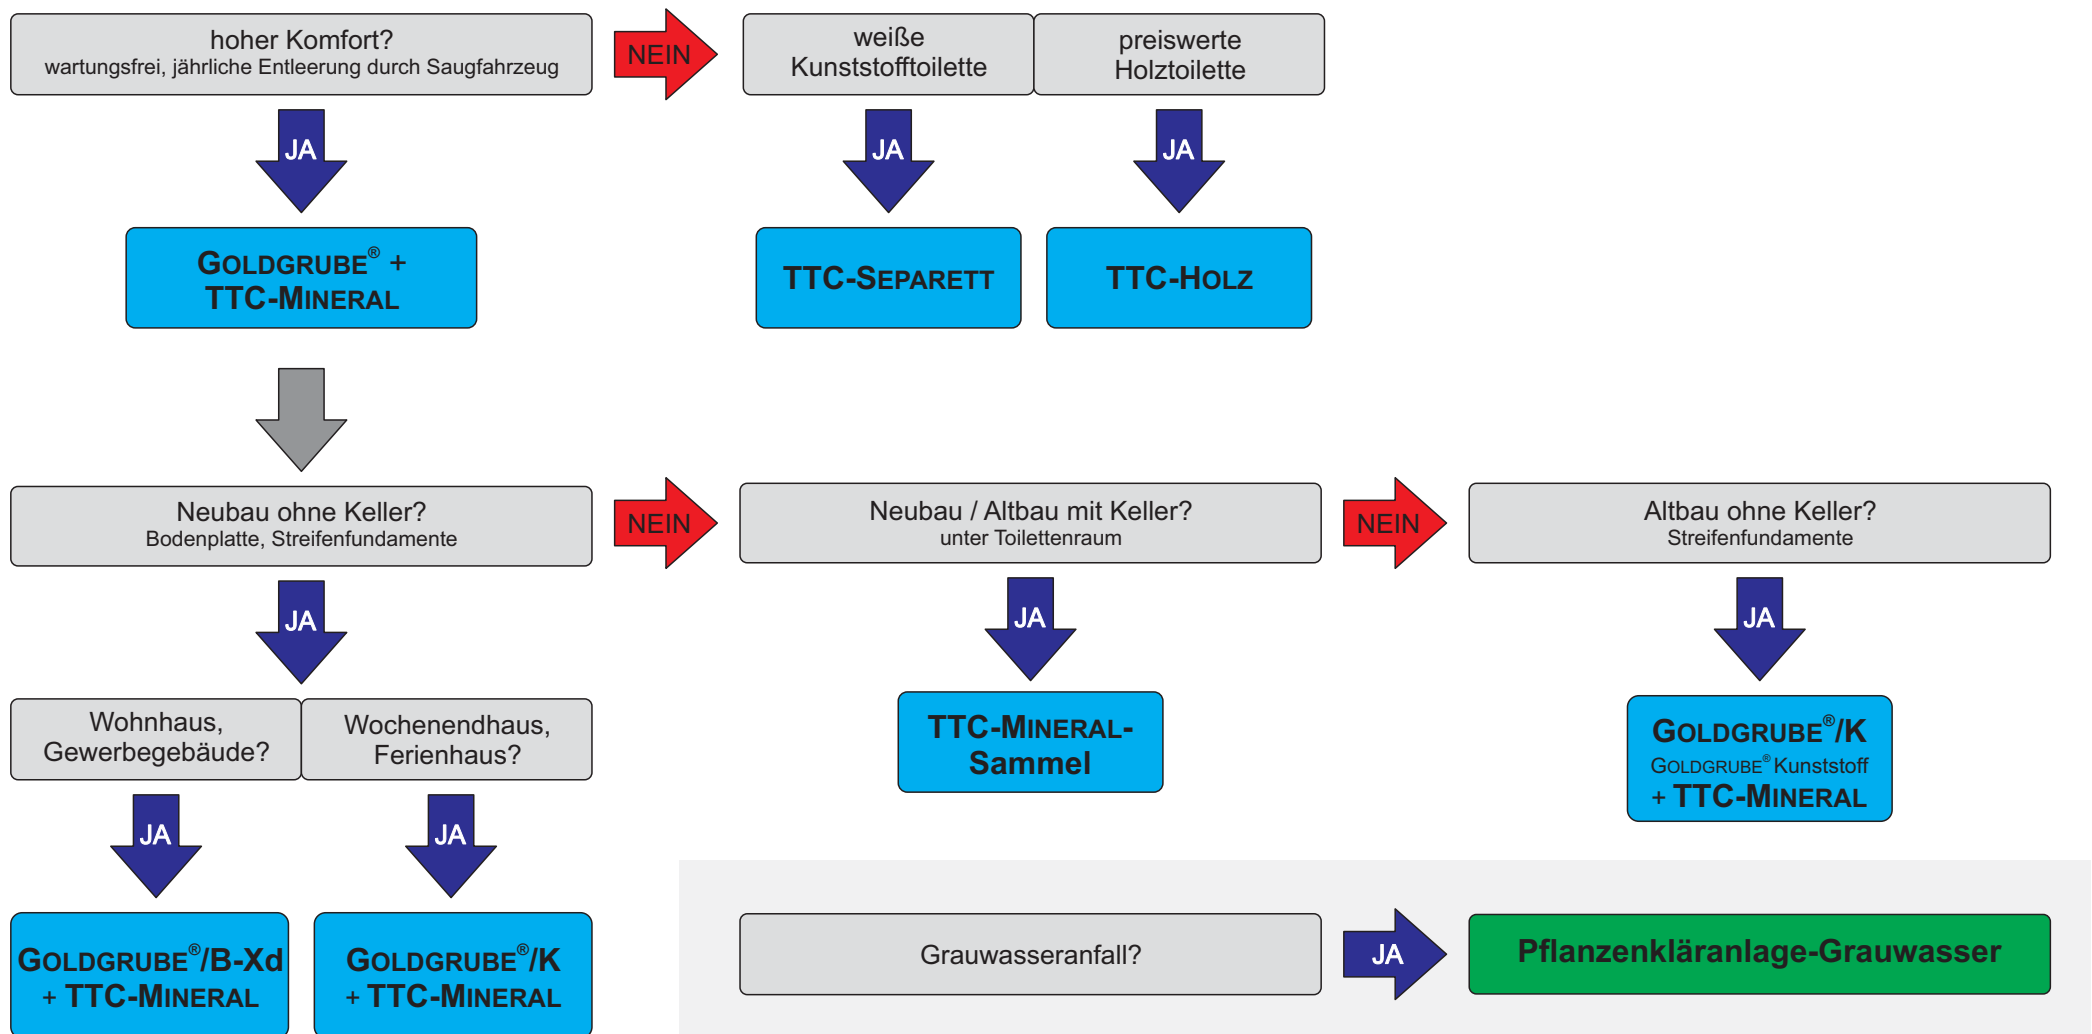 hoher Komfort?
wartungsfrei, jährliche Entleerung durch Saugfahrzeug
NEIN
weiße
Kunststofftoilette
preiswerte
Holztoilette
JA
JA
JA
GOLDGRUBE® +
TTC-MINERAL
TTC-SEPARETT
TTC-HOLZ
Neubau ohne Keller?
Bodenplatte, Streifenfundamente
NEIN
Neubau / Altbau mit Keller?
unter Toilettenraum
NEIN
Altbau ohne Keller?
Streifenfundamente
JA
JA
JA
Wohnhaus,
Gewerbegebäude?
Wochenendhaus,
Ferienhaus?
TTC-MINERAL-
Sammel
GOLDGRUBE®/K
GOLDGRUBE® Kunststoff
+ TTC-MINERAL
JA
JA
GOLDGRUBE®/B-Xd
+ TTC-MINERAL
GOLDGRUBE®/K
+ TTC-MINERAL
Grauwasseranfall?
JA
Pflanzenkläranlage-Grauwasser